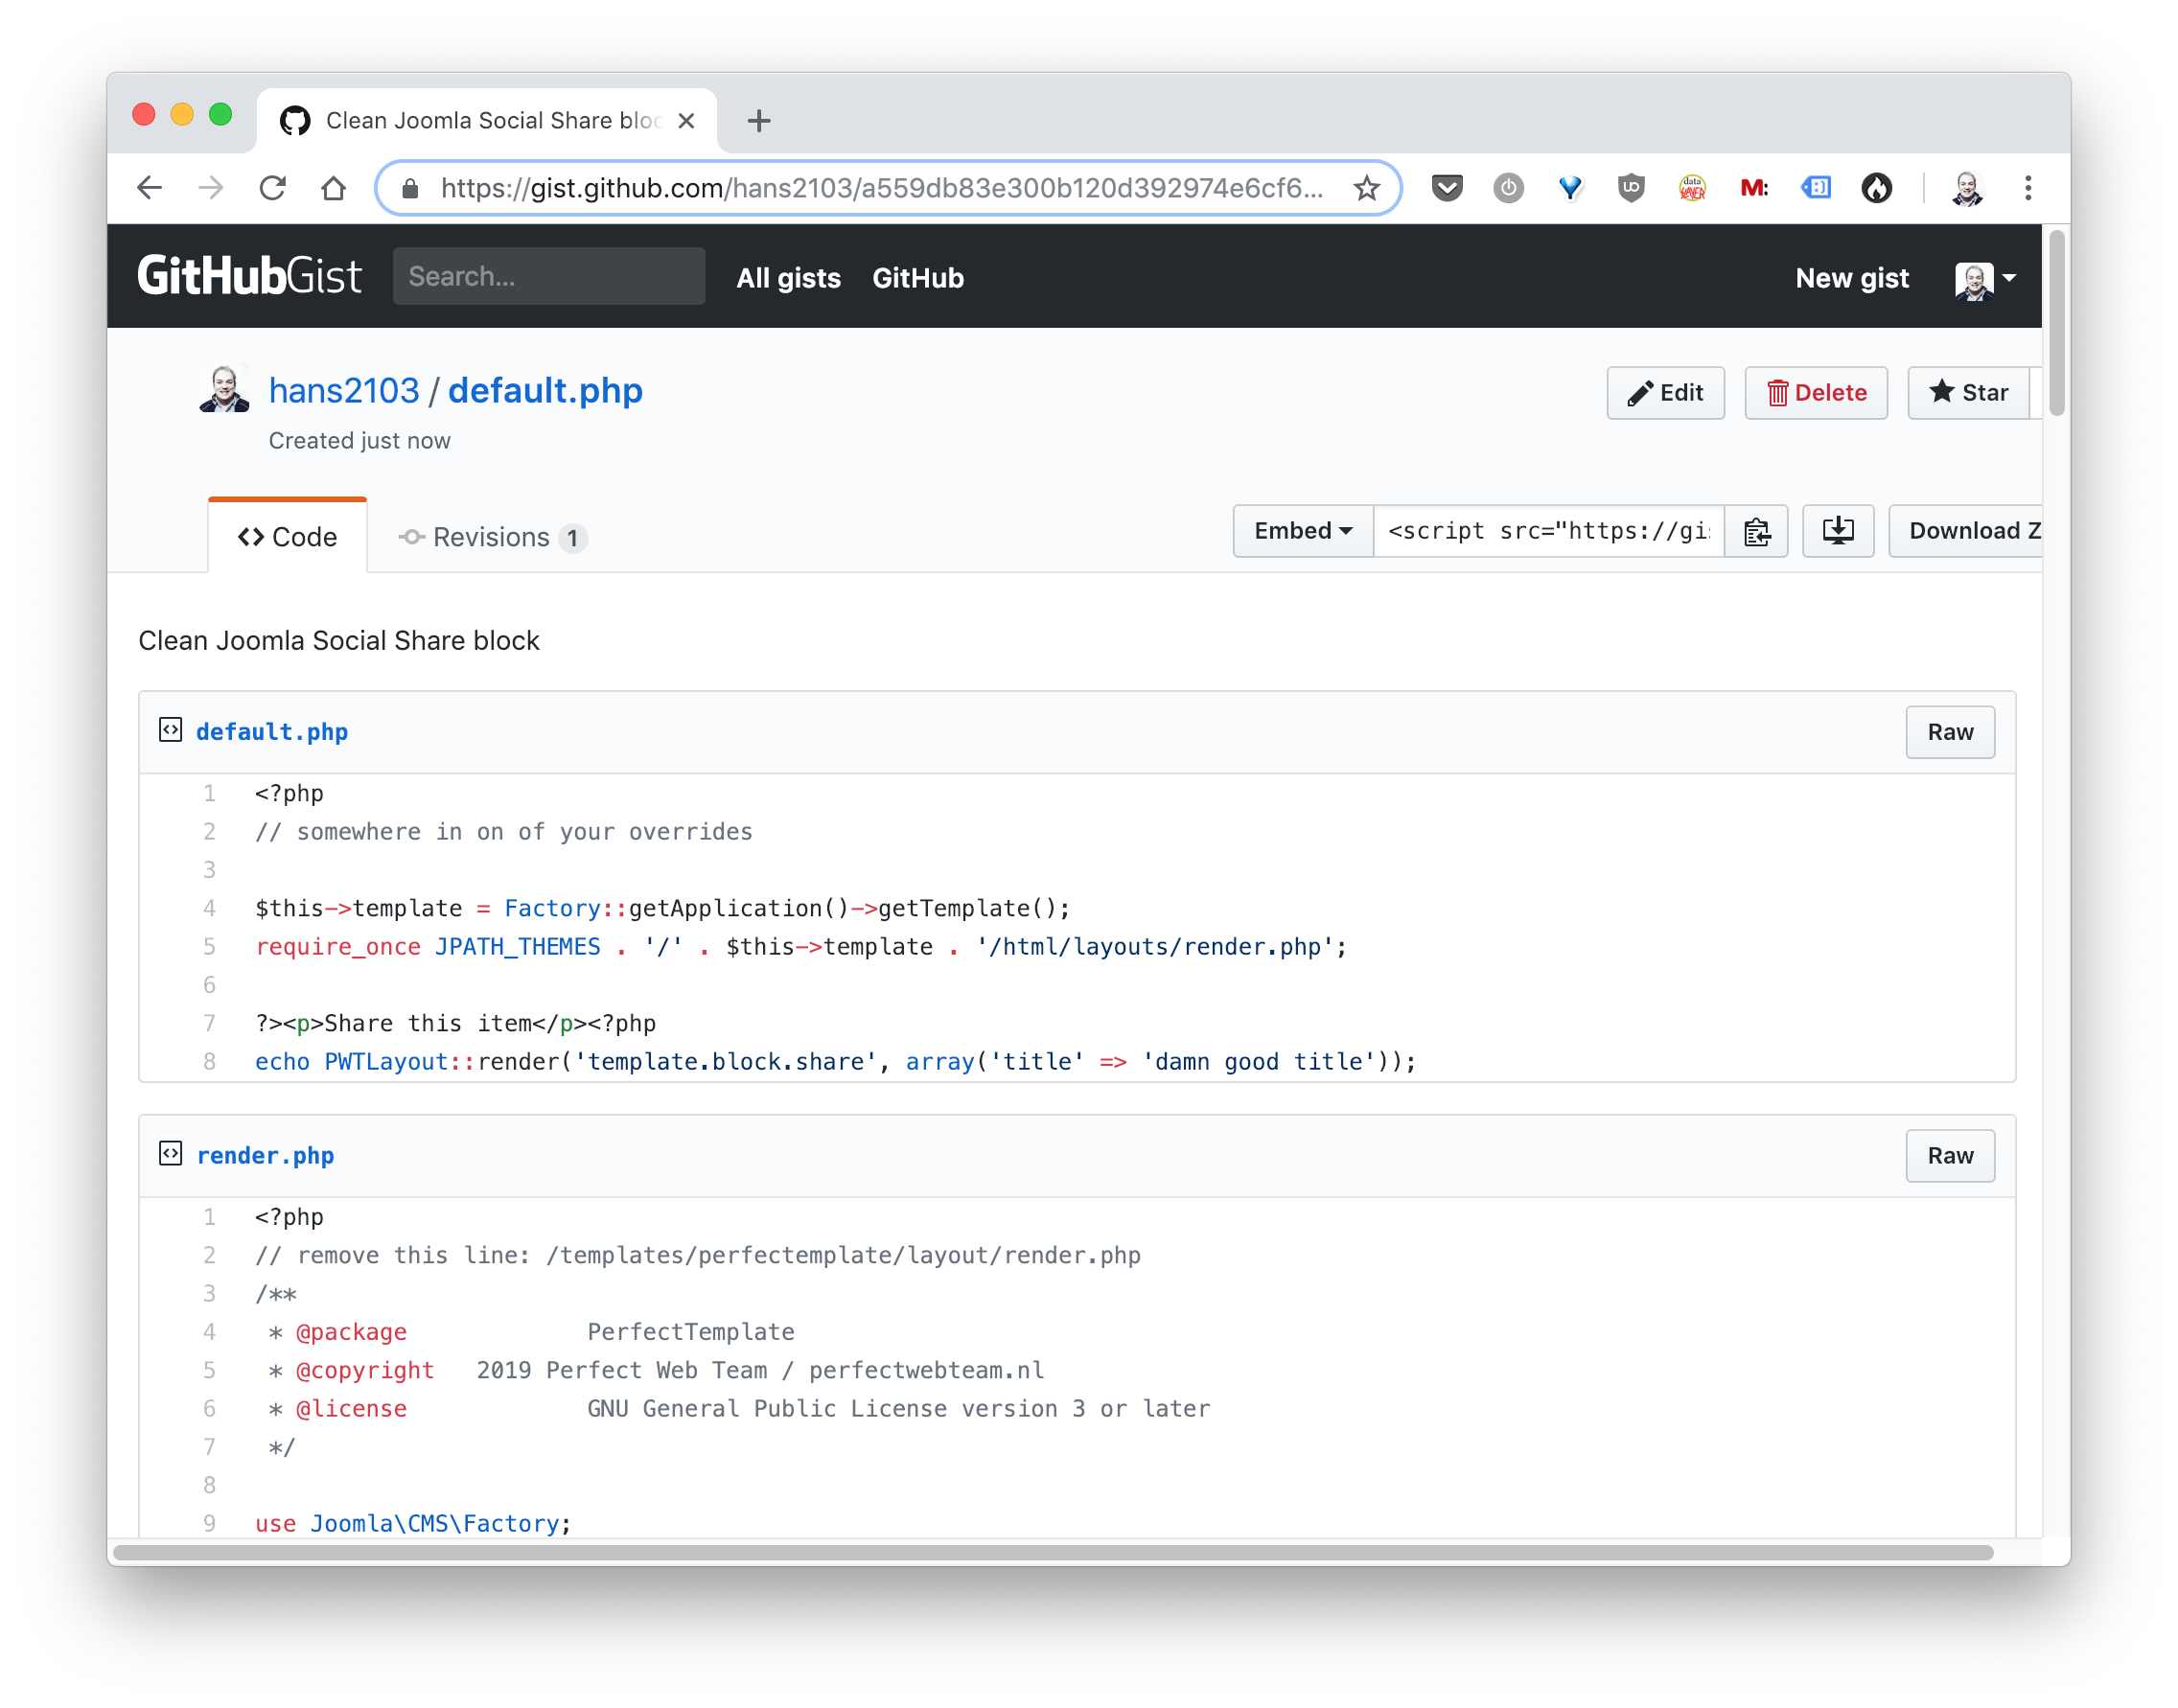 Clean Joomla Social Share bloc
https://gist.github.com/hans2103/a559db83e300b120d392974e6cf6...
data
M:
GitHubGist Search... All gists GitHub New gist
hans2103 / default.php Edit Delete Star
Created just now
Code Revisions 1 Embed <script src="https://gi Download Z
Clean Joomla Social Share block
default.php Raw
1 <?php
2 // somewhere in on of your overrides
3
4 $this->template = Factory::getApplication()->getTemplate();
5 require_once JPATH_THEMES . '/' . $this->template . '/html/layouts/render.php';
6
7 ?><p>Share this item</p><?php
8 echo PWTLayout::render('template.block.share', array('title' => 'damn good title'));
render.php Raw
1 <?php
2 // remove this line: /templates/perfectemplate/layout/render.php
3 /**
4 * @package PerfectTemplate
5 * @copyright 2019 Perfect Web Team / perfectwebteam.nl
6 * @license GNU General Public License version 3 or later
7 */
8
9 use Joomla\CMS\Factory;